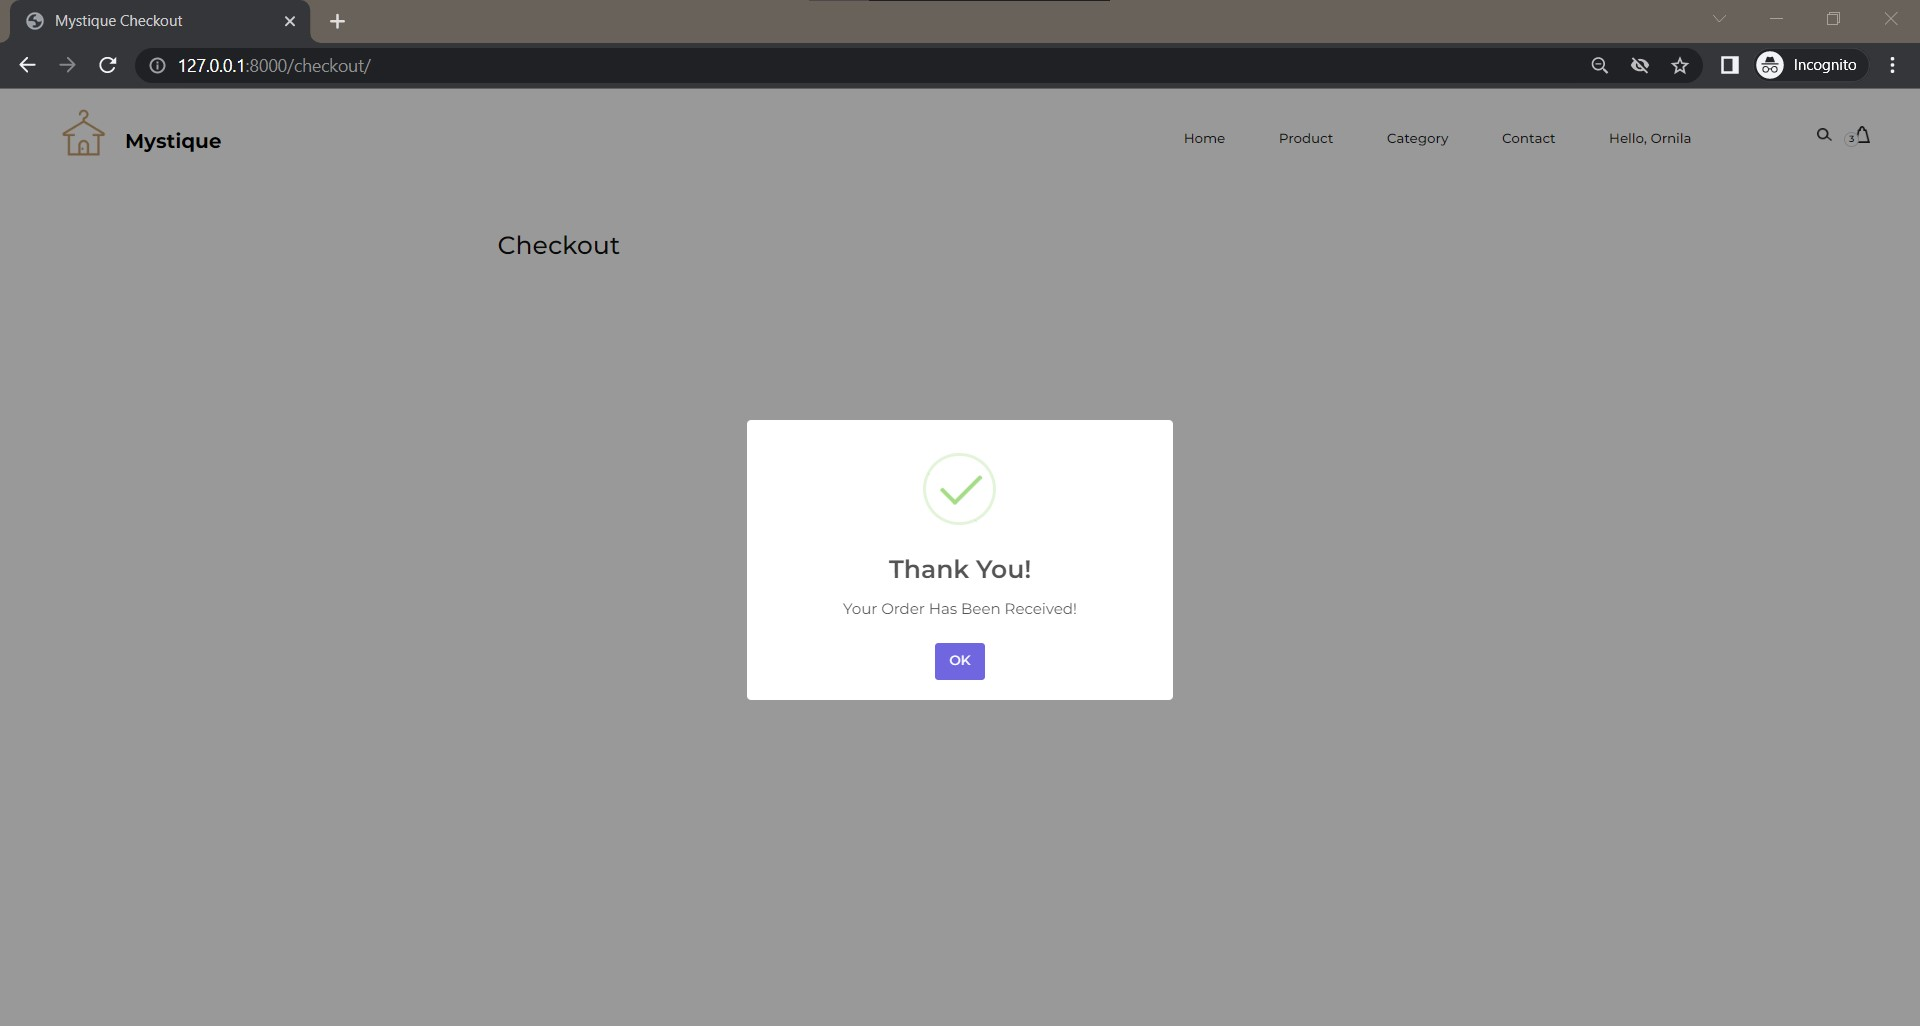 Mystique Checkout
127.0.0.1:8000/checkout/
Incognito
Mystique
Home
Product
Category
Contact
Hello, Ornila
3
Checkout
Thank You!
Your Order Has Been Received!
OK